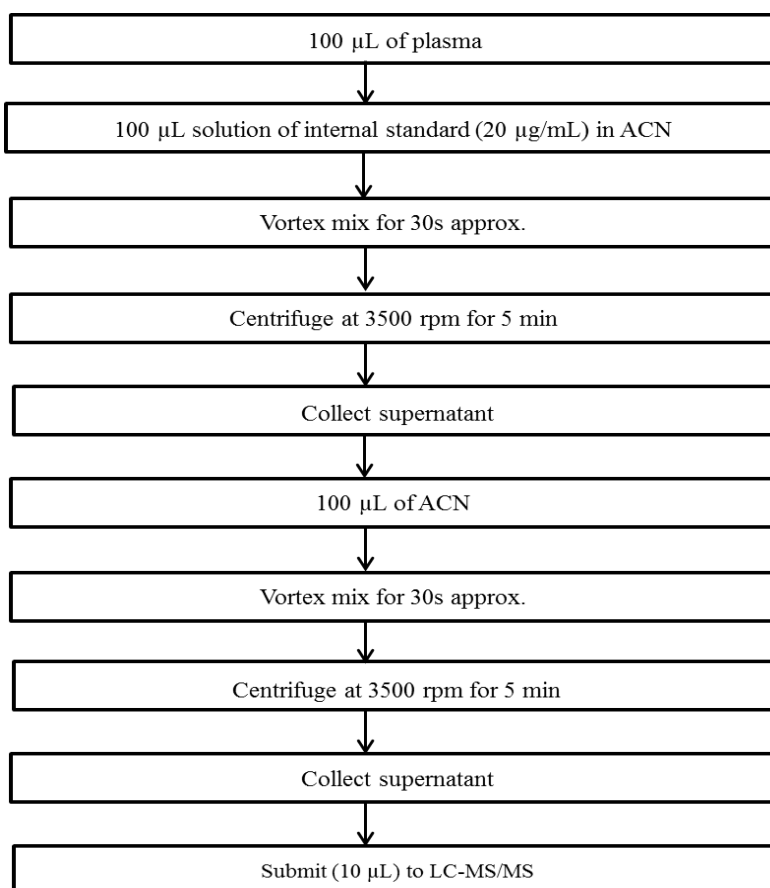 100 µL of plasma
100 µL solution of internal standard (20 µg/mL) in ACN
Vortex mix for 30s approx.
Centrifuge at 3500 rpm for 5 min
Collect supernatant
100 µL of ACN
Vortex mix for 30s approx.
Centrifuge at 3500 rpm for 5 min
Collect supernatant
Submit (10 µL) to LC-MS/MS